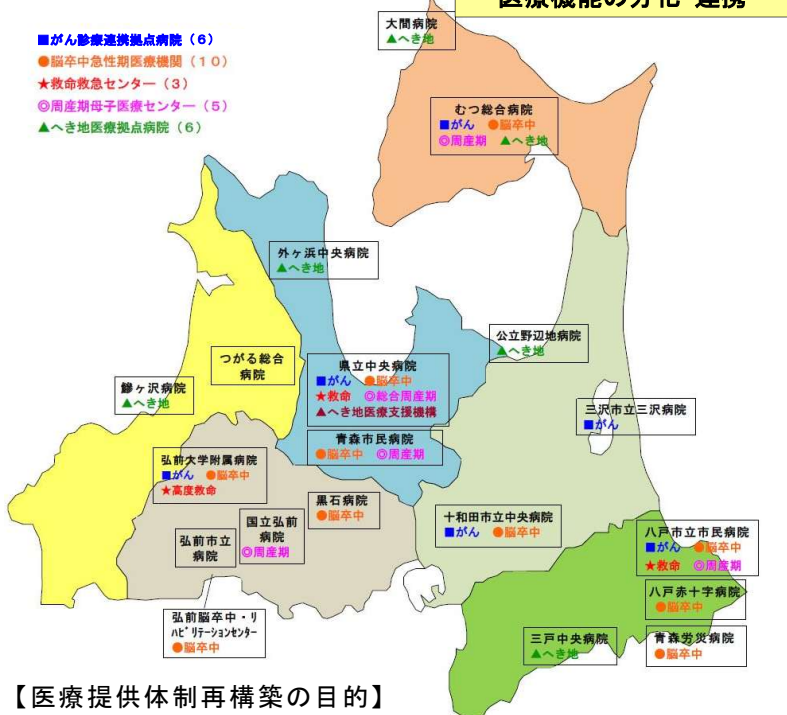 医療機能の分化・連携
■がん診療連携拠点病院（6）
●脳卒中急性期医療機関（10）
★救命救急センター（3）
◎周産期母子医療センター（5）
▲へき地医療拠点病院（6）
大間病院
▲へき地
むつ総合病院
■がん ●脳卒中
◎周産期 ▲へき地
外ヶ浜中央病院
▲へき地
公立野辺地病院
▲へき地
つがる総合
病院
県立中央病院
■がん ●脳卒中
★救命 ◎総合周産期
▲へき地医療支援機構
鰺ヶ沢病院
▲へき地
三沢市立三沢病院
■がん
青森市民病院
●脳卒中 ◎周産期
弘前大学附属病院
■がん ●脳卒中
★高度救命
黒石病院
●脳卒中
国立弘前
病院
◎周産期
弘前市立
病院
十和田市立中央病院
■がん ●脳卒中
八戸市立市民病院
■がん ●脳卒中
★救命 ◎周産期
八戸赤十字病院
●脳卒中
弘前脳卒中・リ
ハビリテーションセンター
●脳卒中
三戸中央病院
▲へき地
青森労災病院
●脳卒中
【医療提供体制再構築の目的】